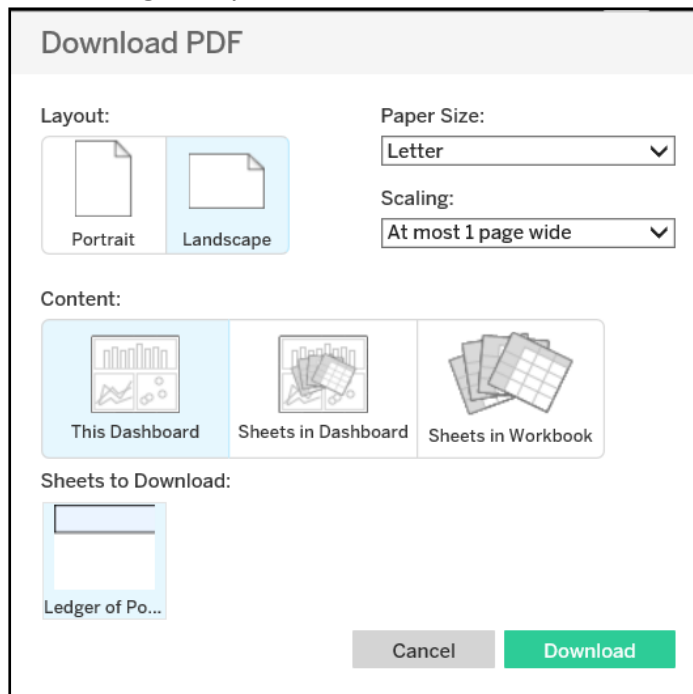 Download PDF
Layout:
Paper Size:
Letter
Scaling:
At most 1 page wide
Portrait
Landscape
Content:
This Dashboard
Sheets in Dashboard
Sheets in Workbook
Sheets to Download:
Ledger of Po...
Cancel
Download